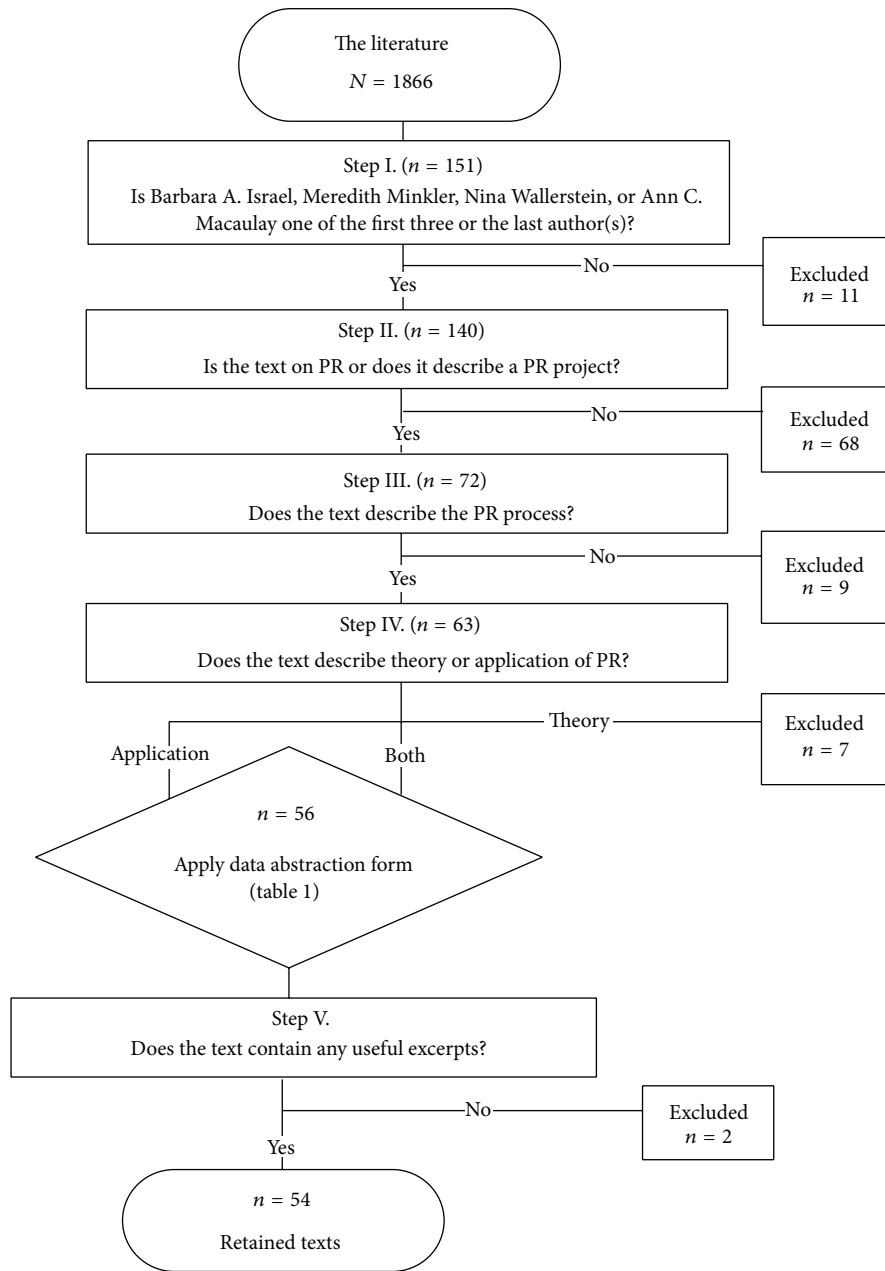 The literature
N = 1866
Step I. (n = 151)
Is Barbara A. Israel, Meredith Minkler, Nina Wallerstein, or Ann C.
Macaulay one of the first three or the last author(s)?
No
Excluded
n = 11
Yes
Step II. (n = 140)
Is the text on PR or does it describe a PR project?
No
Excluded
n = 68
Yes
Step III. (n = 72)
Does the text describe the PR process?
No
Excluded
n = 9
Yes
Step IV. (n = 63)
Does the text describe theory or application of PR?
Theory
Excluded
n = 7
Application
Both
n = 56
Apply data abstraction form
(table 1)
Step V.
Does the text contain any useful excerpts?
No
Excluded
n = 2
Yes
n = 54
Retained texts